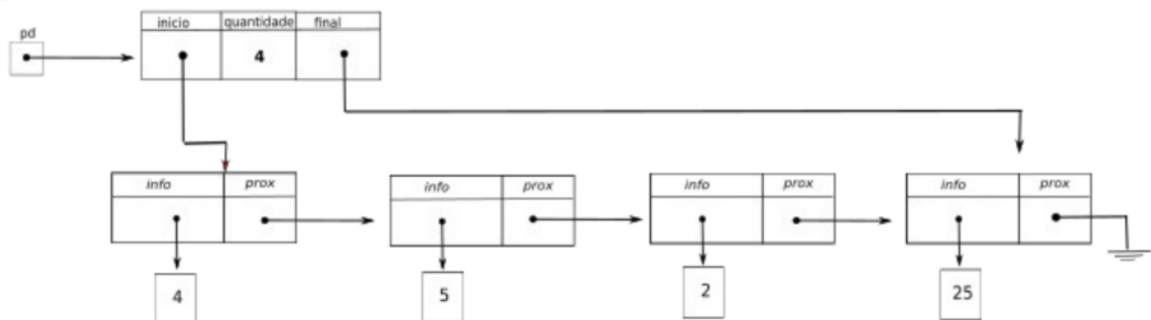 pd
inicio quantidade final
4
info prox info prox info prox info prox
4 5 2 25